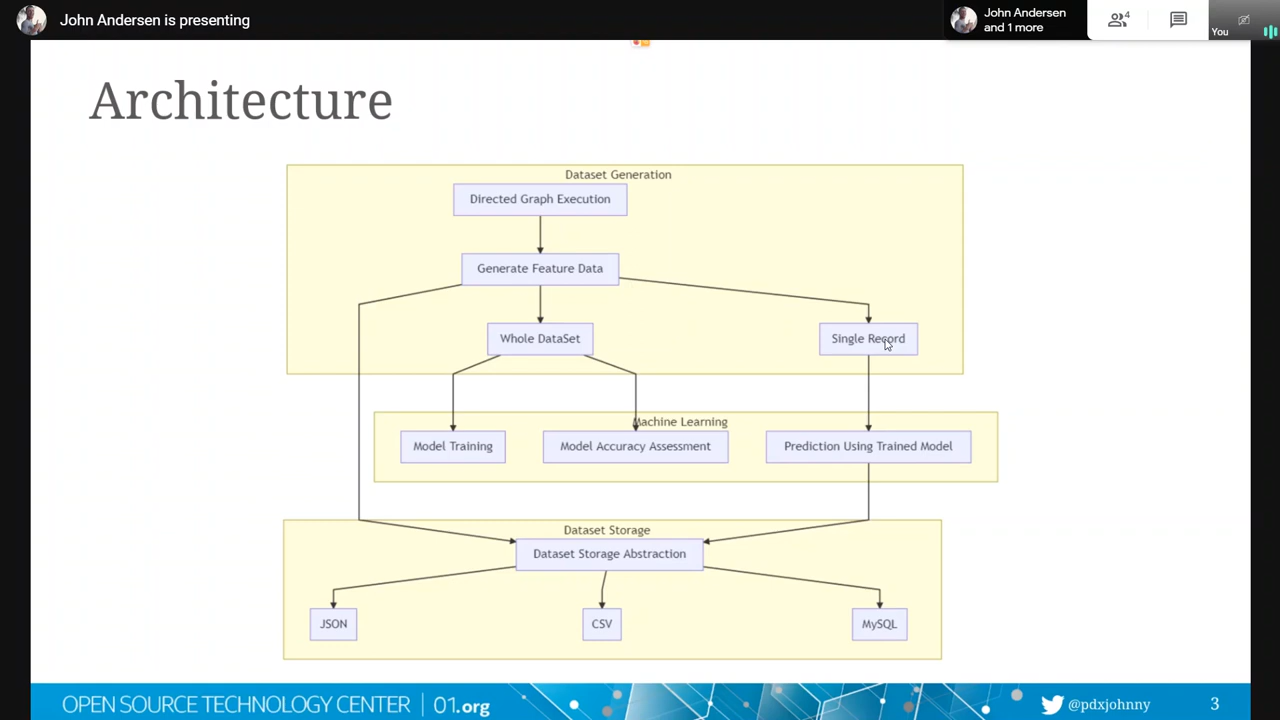 John Andersen is presenting
John Andersen
and 1 more
4
You
Architecture
Dataset Generation
Directed Graph Execution
Generate Feature Data
Whole DataSet
Single Record
Machine Learning
Model Training
Model Accuracy Assessment
Prediction Using Trained Model
Dataset Storage
Dataset Storage Abstraction
JSON
CSV
MySQL
OPEN SOURCE TECHNOLOGY CENTER | 01.org
@pdxjohnny
3